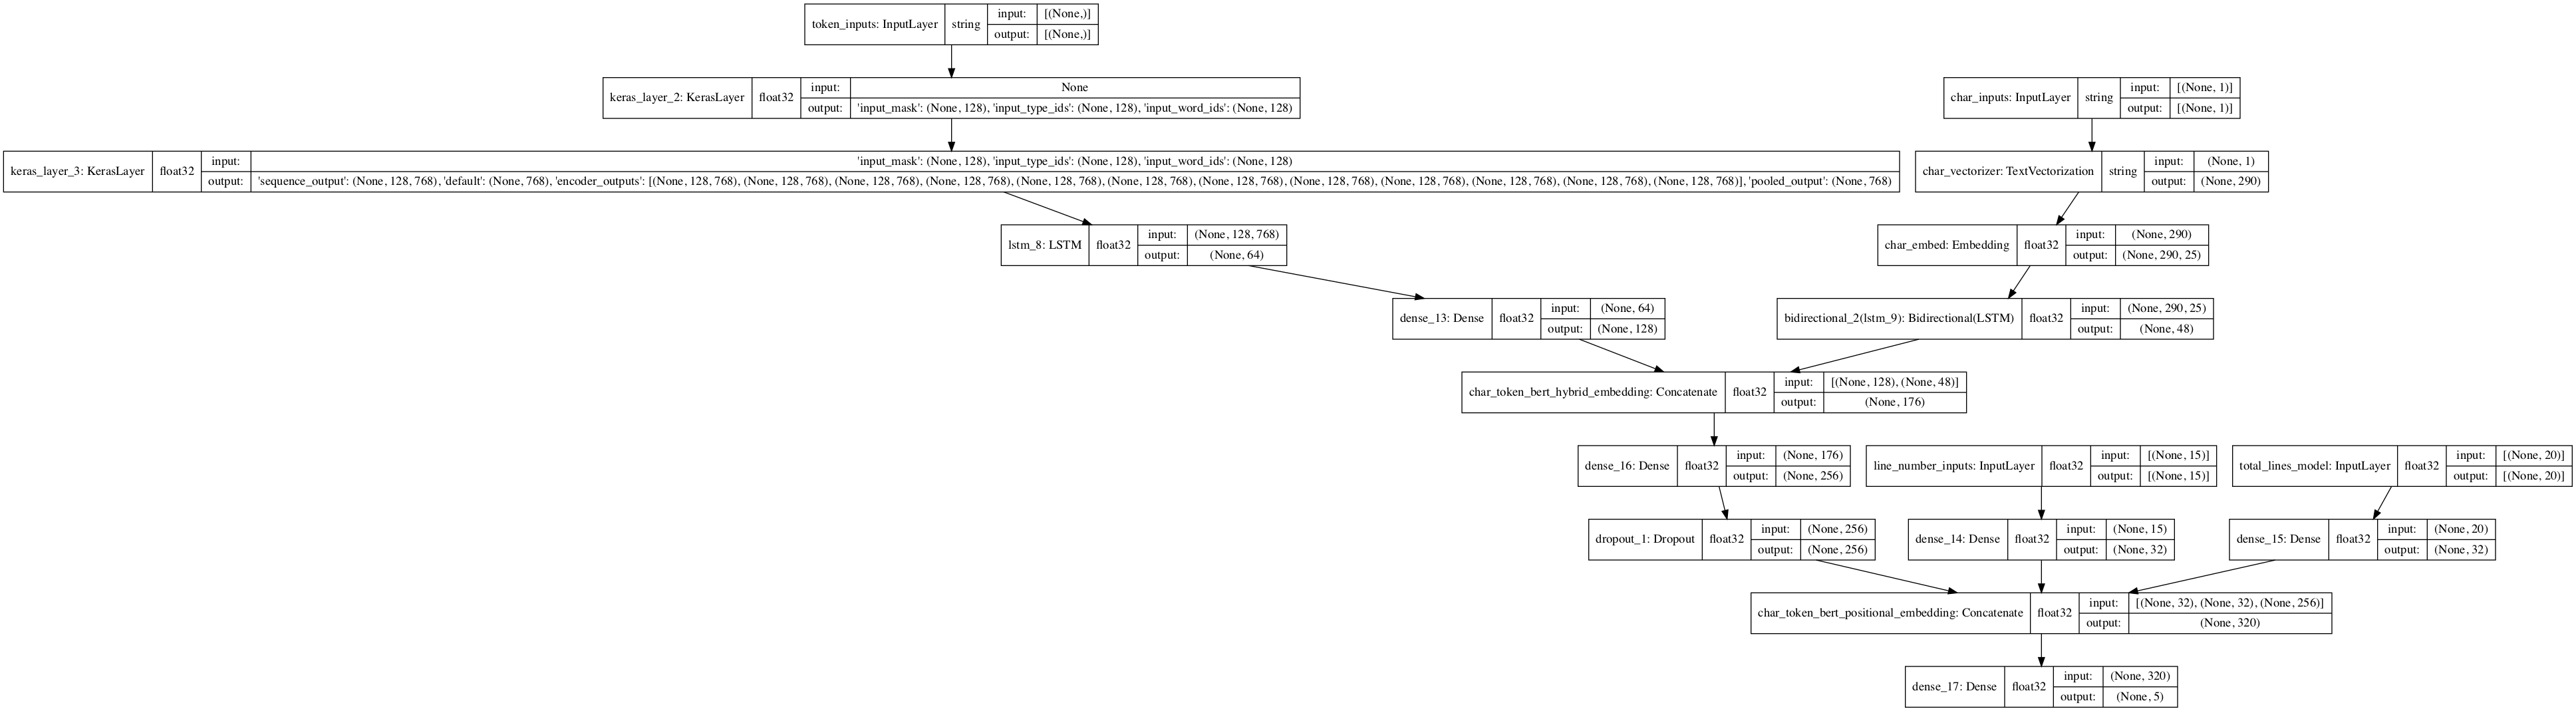 token_inputs: InputLayer string input: [(None,)]
output: [(None,)]
keras_layer_2: KerasLayer float32 input: None
output: 'input_mask': (None, 128), 'input_type_ids': (None, 128), 'input_word_ids': (None, 128)
char_inputs: InputLayer string input: [(None, 1)]
output: [(None, 1)]
keras_layer_3: KerasLayer float32 input: 'input_mask': (None, 128), 'input_type_ids': (None, 128), 'input_word_ids': (None, 128)
output: 'sequence_output': (None, 128, 768), 'default': (None, 768), 'encoder_outputs': [(None, 128, 768), (None, 128, 768), (None, 128, 768), (None, 128, 768), (None, 128, 768), (None, 128, 768), (None, 128, 768), (None, 128, 768), (None, 128, 768), (None, 128, 768), (None, 128, 768), (None, 128, 768)], 'pooled_output': (None, 768)
char_vectorizer: TextVectorization string input: (None, 1)
output: (None, 290)
lstm_8: LSTM float32 input: (None, 128, 768)
output: (None, 64)
char_embed: Embedding float32 input: (None, 290)
output: (None, 290, 25)
dense_13: Dense float32 input: (None, 64)
output: (None, 128)
bidirectional_2(lstm_9): Bidirectional(LSTM) float32 input: (None, 290, 25)
output: (None, 48)
char_token_bert_hybrid_embedding: Concatenate float32 input: [(None, 128), (None, 48)]
output: (None, 176)
dense_16: Dense float32 input: (None, 176)
output: (None, 256)
line_number_inputs: InputLayer float32 input: [(None, 15)]
output: [(None, 15)]
total_lines_model: InputLayer float32 input: [(None, 20)]
output: [(None, 20)]
dropout_1: Dropout float32 input: (None, 256)
output: (None, 256)
dense_14: Dense float32 input: (None, 15)
output: (None, 32)
dense_15: Dense float32 input: (None, 20)
output: (None, 32)
char_token_bert_positional_embedding: Concatenate float32 input: [(None, 32), (None, 32), (None, 256)]
output: (None, 320)
dense_17: Dense float32 input: (None, 320)
output: (None, 5)